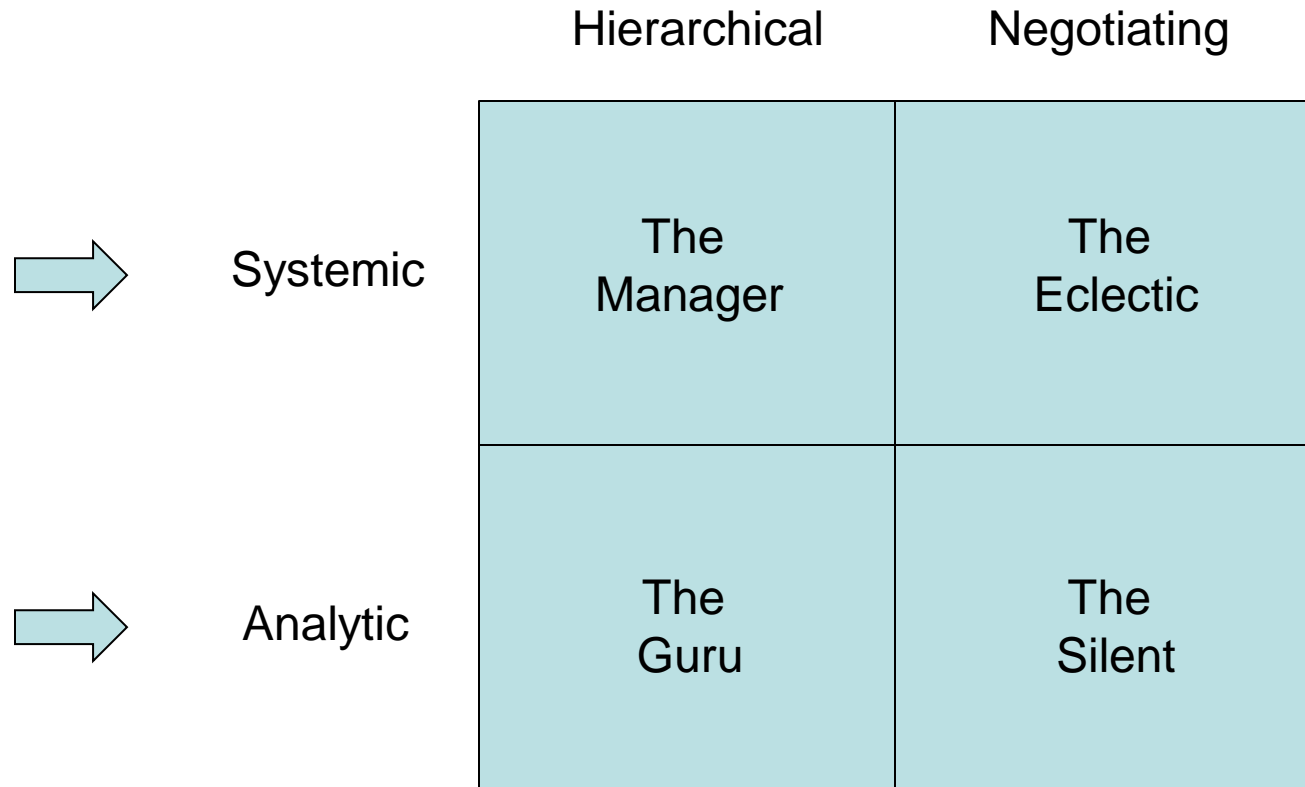 Hierarchical Negotiating
Systemic
The
Manager
The
Eclectic
Analytic
The
Guru
The
Silent